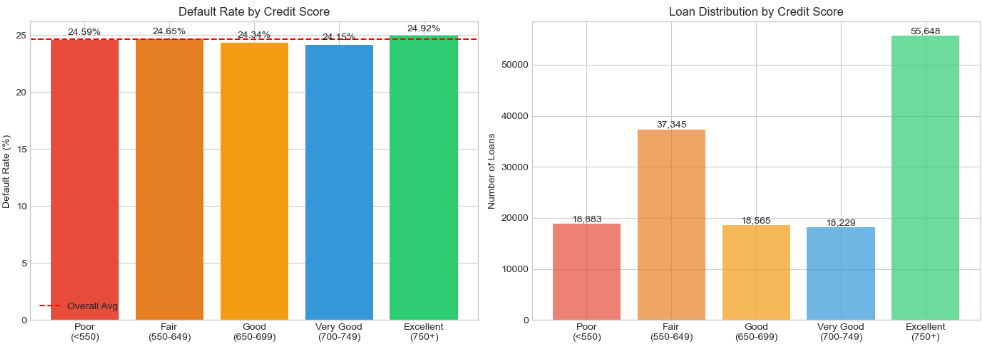 Default Rate by Credit Score
Default Rate (%)
25
20
15
10
5
0
24.59%
24.65%
24.34%
24.15%
24.92%
Overall Avg
Poor
(<550)
Fair
(550-649)
Good
(650-699)
Very Good
(700-749)
Excellent
(750+)
Loan Distribution by Credit Score
Number of Loans
50000
40000
30000
20000
10000
0
18,883
37,345
18,565
18,229
55,648
Poor
(<550)
Fair
(550-649)
Good
(650-699)
Very Good
(700-749)
Excellent
(750+)